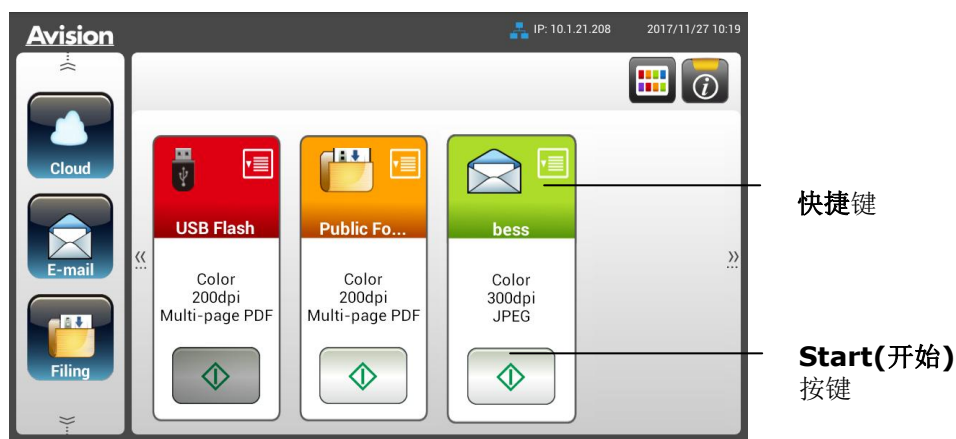 Avision
IP: 10.1.21.208
2017/11/27 10:19
Cloud
E-mail
Filing
USB Flash
Color
200dpi
Multi-page PDF
Public Fo...
Color
200dpi
Multi-page PDF
bess
Color
300dpi
JPEG
快捷键
Start(开始)
按键